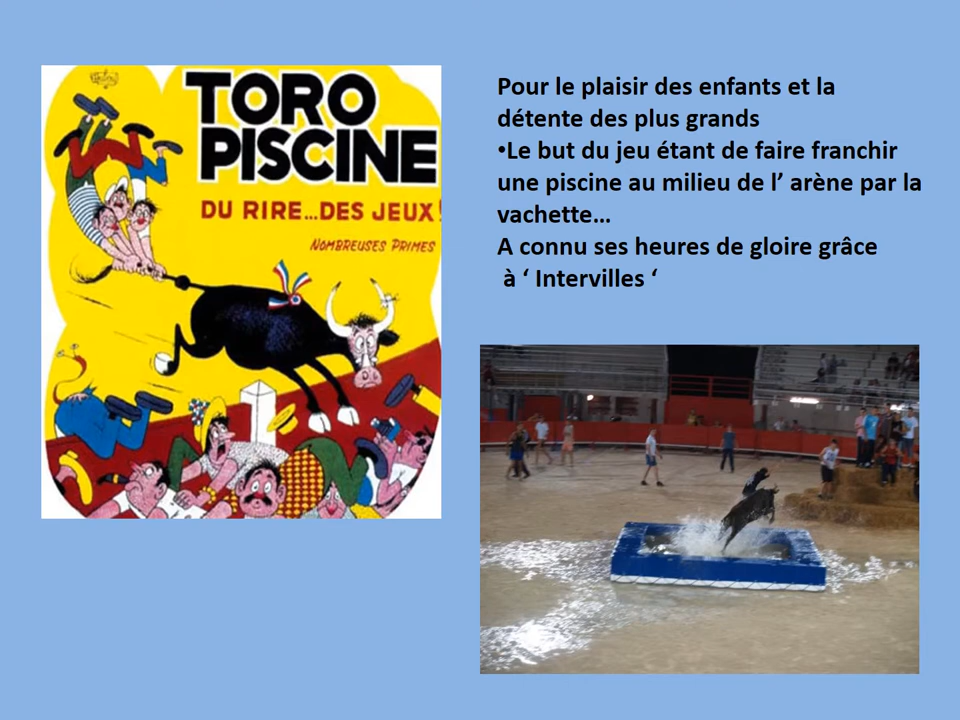 TORO
PISCINE
DU RIRE...DES JEUX!
NOMBREUSES PRIMES
Pour le plaisir des enfants et la
détente des plus grands
•Le but du jeu étant de faire franchir
une piscine au milieu de l’ arène par la
vachette…
A connu ses heures de gloire grâce
à ‘ Intervilles ‘